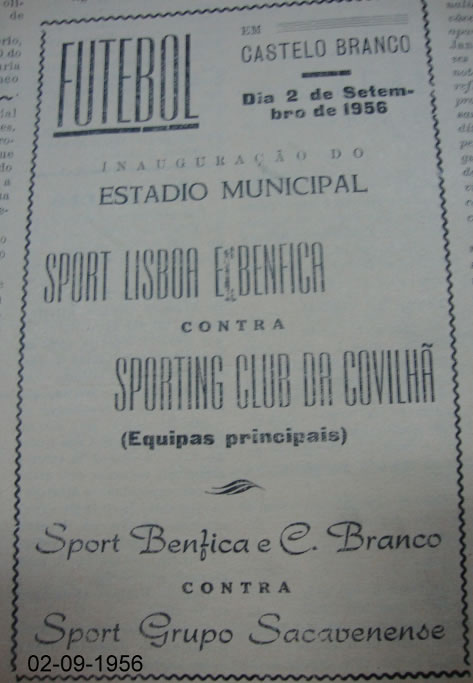 FUTEBOL
EM
CASTELO BRANCO
Dia 2 de Setem-
bro de 1956
INAUGURAÇÃO DO
ESTADIO MUNICIPAL
SPORT LISBOA E BENFICA
CONTRA
SPORTING CLUB DA COVILHÃ
(Equipas principais)
Sport Benfica e C. Branco
CONTRA
Sport Grupo Sacavenense
02-09-1956